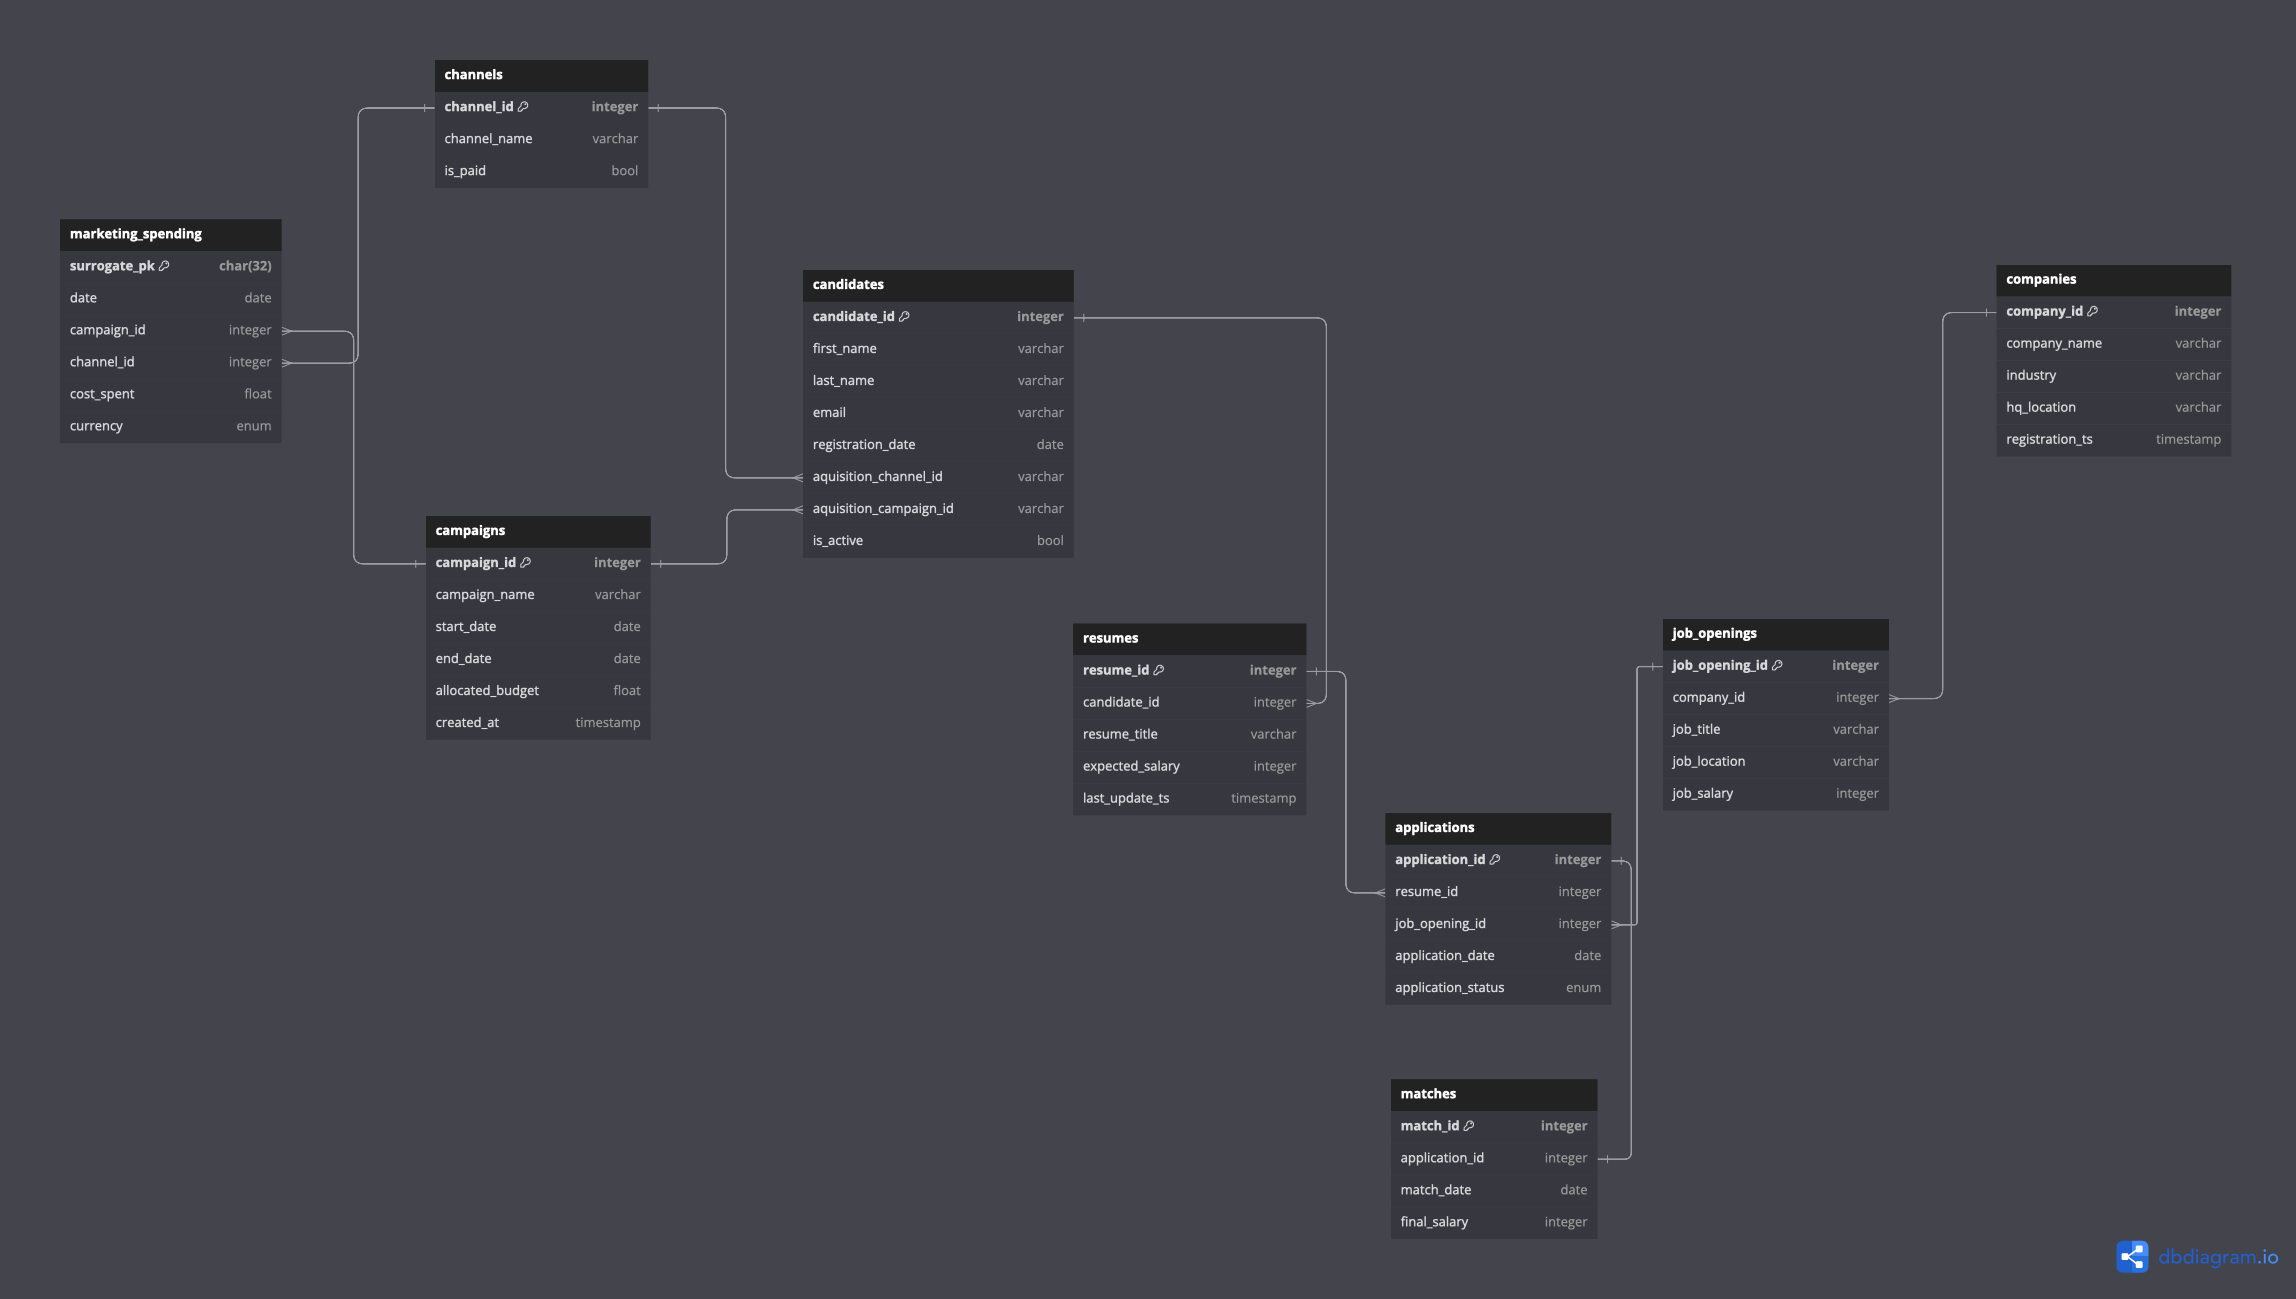 channels
channel_id integer
channel_name varchar
is_paid bool
marketing_spending
surrogate_pk char(32)
date date
campaign_id integer
channel_id integer
cost_spent float
currency enum
campaigns
campaign_id integer
campaign_name varchar
start_date date
end_date date
allocated_budget float
created_at timestamp
candidates
candidate_id integer
first_name varchar
last_name varchar
email varchar
registration_date date
aquisition_channel_id varchar
aquisition_campaign_id varchar
is_active bool
resumes
resume_id integer
candidate_id integer
resume_title varchar
expected_salary integer
last_update_ts timestamp
applications
application_id integer
resume_id integer
job_opening_id integer
application_date date
application_status enum
matches
match_id integer
application_id integer
match_date date
final_salary integer
job_openings
job_opening_id integer
company_id integer
job_title varchar
job_location varchar
job_salary integer
companies
company_id integer
company_name varchar
industry varchar
hq_location varchar
registration_ts timestamp
dbdiagram.io